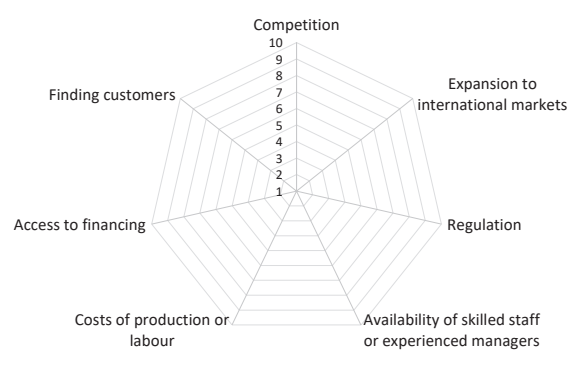 Competition
10
9
8
7
6
5
4
3
2
1
Expansion to
international markets
Regulation
Availability of skilled staff
or experienced managers
Costs of production or
labour
Access to financing
Finding customers